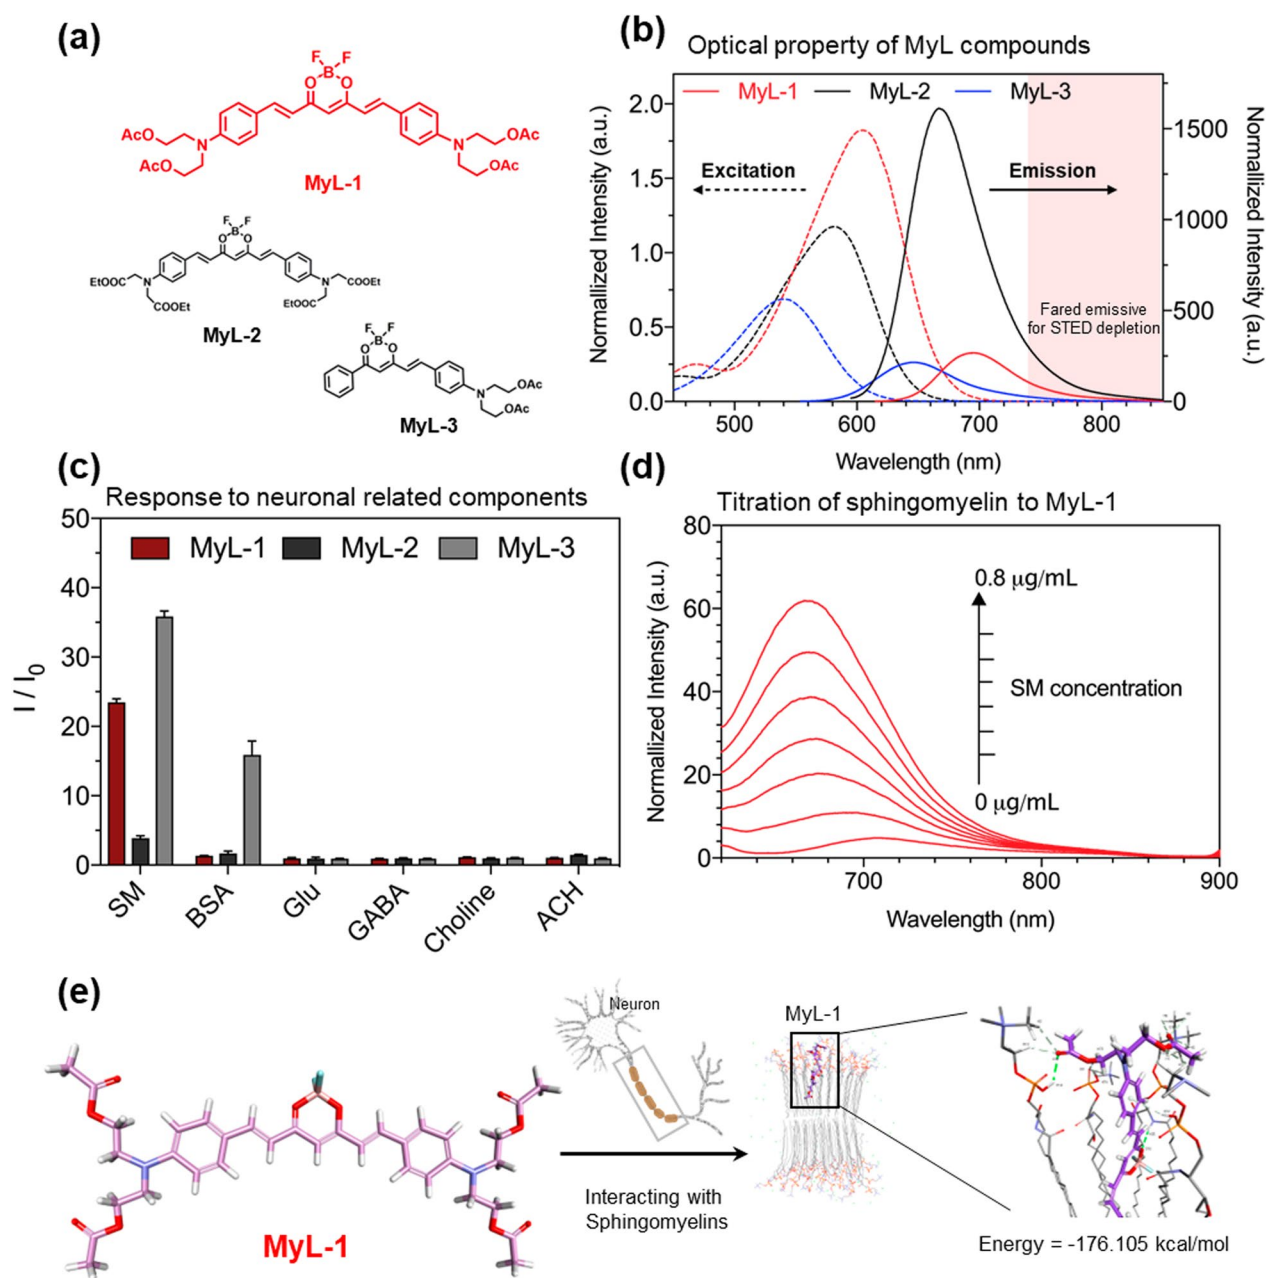 (a)
F F
B
O O
AcO
AcO
N
N
OAc
OAc
MyL-1
F F
B
O O
EtOOC
N
COOEt
N
COOEt
EtOOC
MyL-2
F F
B
O O
N
OAc
OAc
MyL-3
(b)
Optical property of MyL compounds
MyL-1 MyL-2 MyL-3
Excitation
Emission
Fared emissive
for STED depletion
Normallized Intensity (a.u.)
2.0
1.5
1.0
0.5
0.0
1500
1000
500
0
Normalized Intensity (a.u.)
500 600 700 800
Wavelength (nm)
(c)
Response to neuronal related components
MyL-1 MyL-2 MyL-3
I / I0
50
40
30
20
10
0
SM BSA Glu GABA Choline ACH
(d)
Titration of sphingomyelin to MyL-1
Normallized Intensity (a.u.)
80
60
40
20
0
0.8 μg/mL
SM concentration
0 μg/mL
700 800 900
Wavelength (nm)
(e)
MyL-1
Neuron
Interacting with
Sphingomyelins
MyL-1
Energy = -176.105 kcal/mol